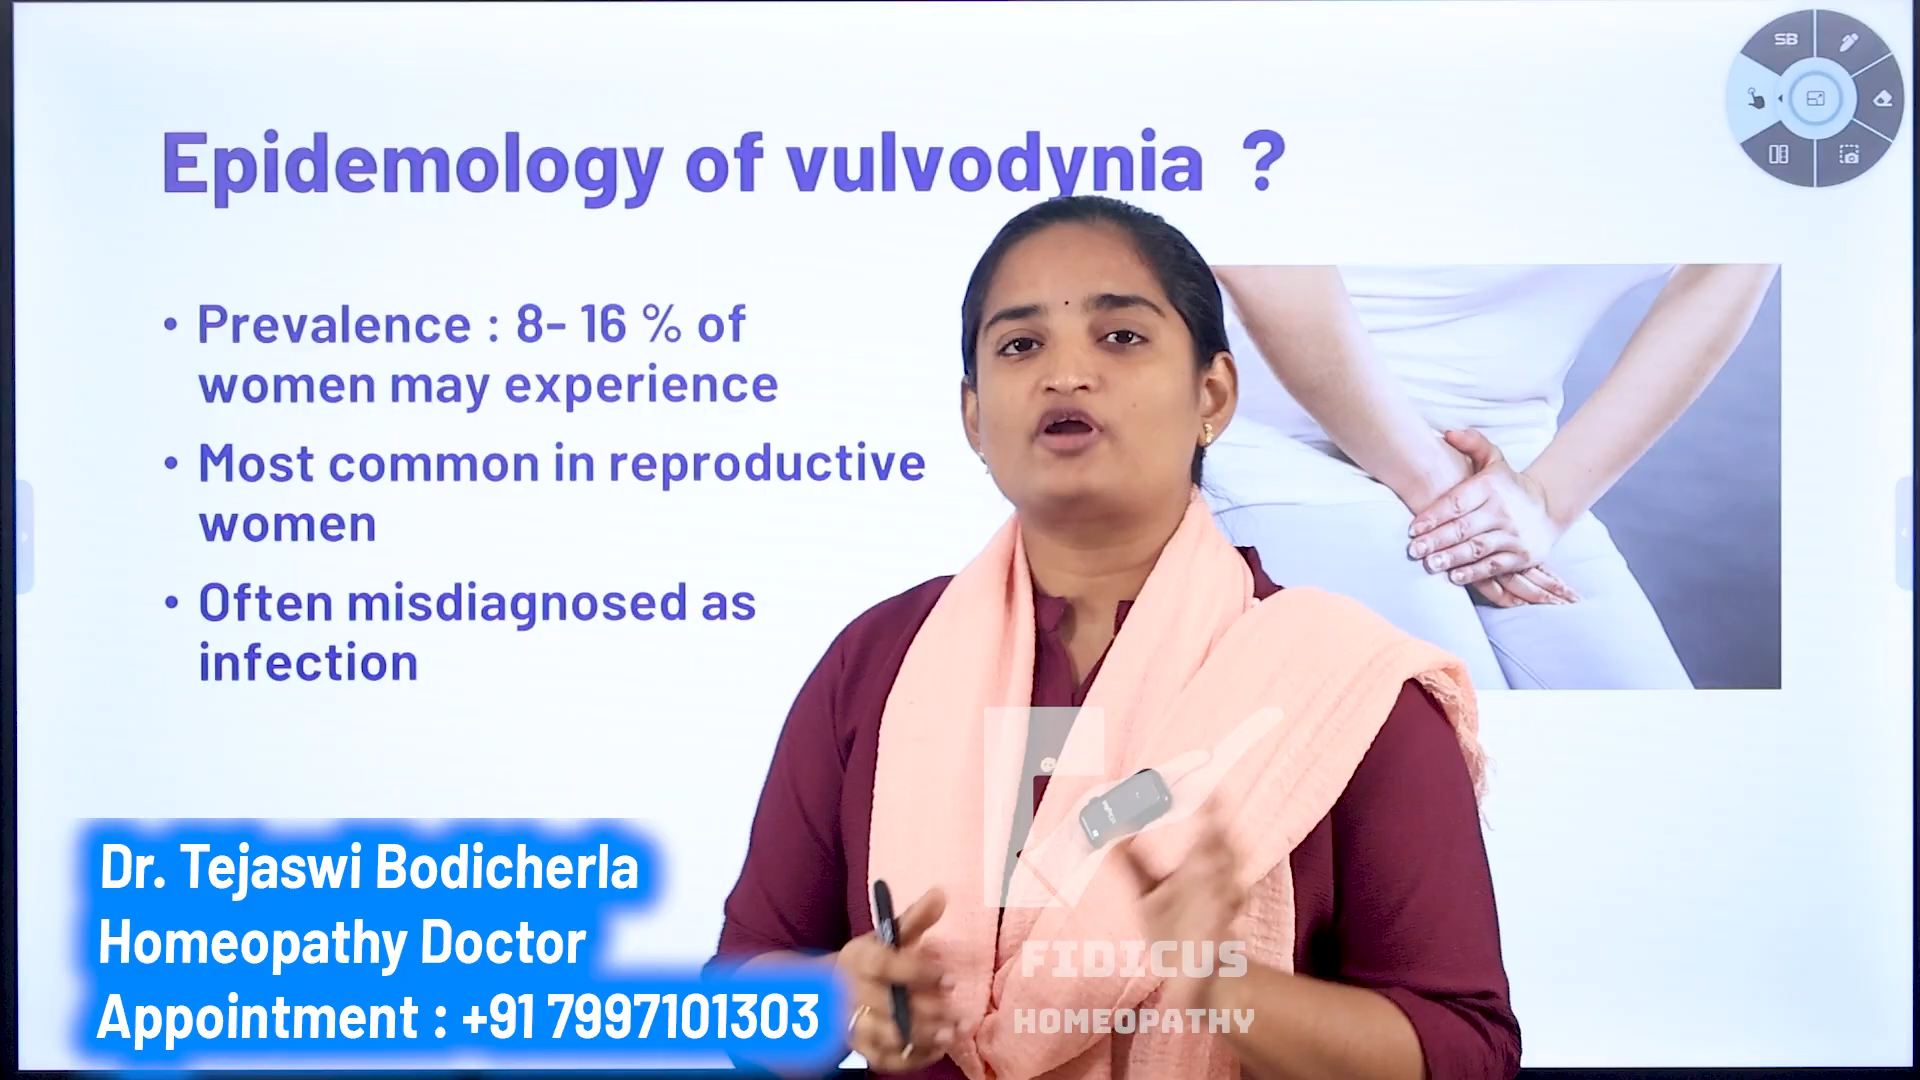 SB
Epidemology of vulvodynia ?
• Prevalence : 8- 16 % of
women may experience
• Most common in reproductive
women
• Often misdiagnosed as
infection
Dr. Tejaswi Bodicherla
Homeopathy Doctor
Appointment : +91 7997101303
FIDICUS
HOMEOPATHY